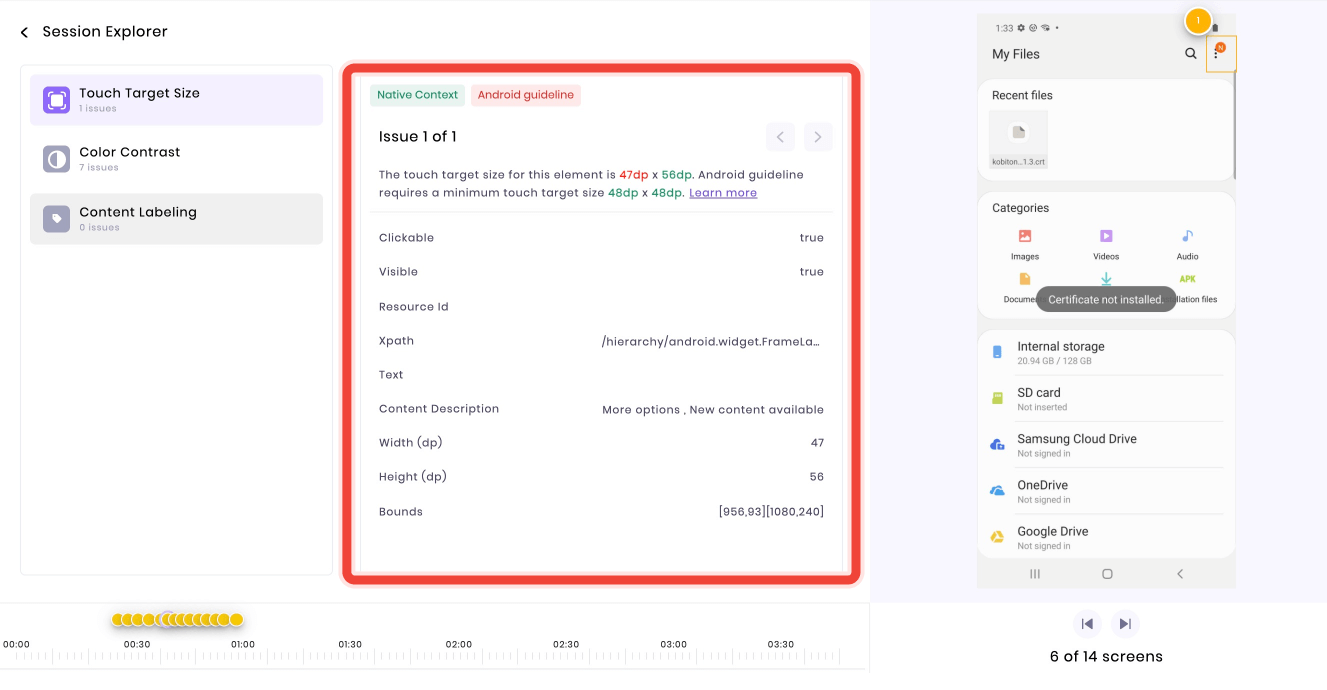 Session Explorer
Touch Target Size
1 issues
Color Contrast
7 issues
Content Labeling
0 issues
Native Context
Android guideline
Issue 1 of 1
The touch target size for this element is 47dp x 56dp. Android guideline
requires a minimum touch target size 48dp x 48dp. Learn more
Clickable true
Visible true
Resource Id
Xpath /hierarchy/android.widget.FrameLa...
Text
Content Description More options , New content available
Width (dp) 47
Height (dp) 56
Bounds [956,93][1080,240]
00:00 00:30 01:00 01:30 02:00 02:30 03:00 03:30
1
1:33
My Files
N
Recent files
kobiton...1.3.crt
Categories
Images Videos Audio
APK
Certificate not installed.
Internal storage
20.94 GB / 128 GB
SD card
Not inserted
Samsung Cloud Drive
Not signed in
OneDrive
Not signed in
Google Drive
Not signed in
6 of 14 screens